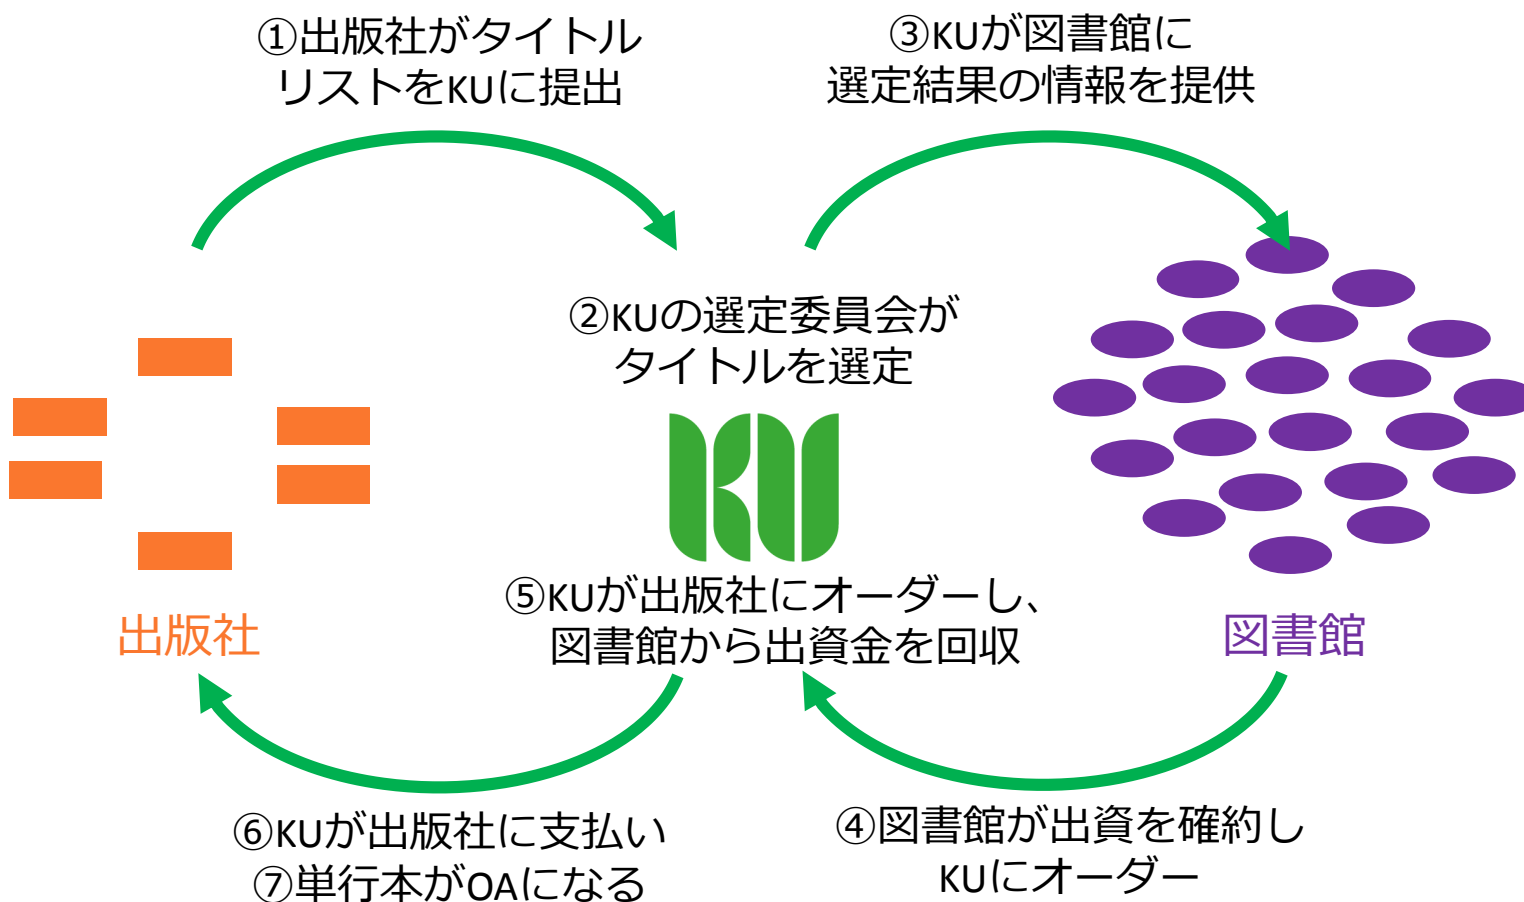 ①出版社がタイトル
リストをKUに提出
③KUが図書館に
選定結果の情報を提供
②KUの選定委員会が
タイトルを選定
KU
⑤KUが出版社にオーダーし、
図書館から出資金を回収
出版社
図書館
⑥KUが出版社に支払い
⑦単行本がOAになる
④図書館が出資を確約し
KUにオーダー